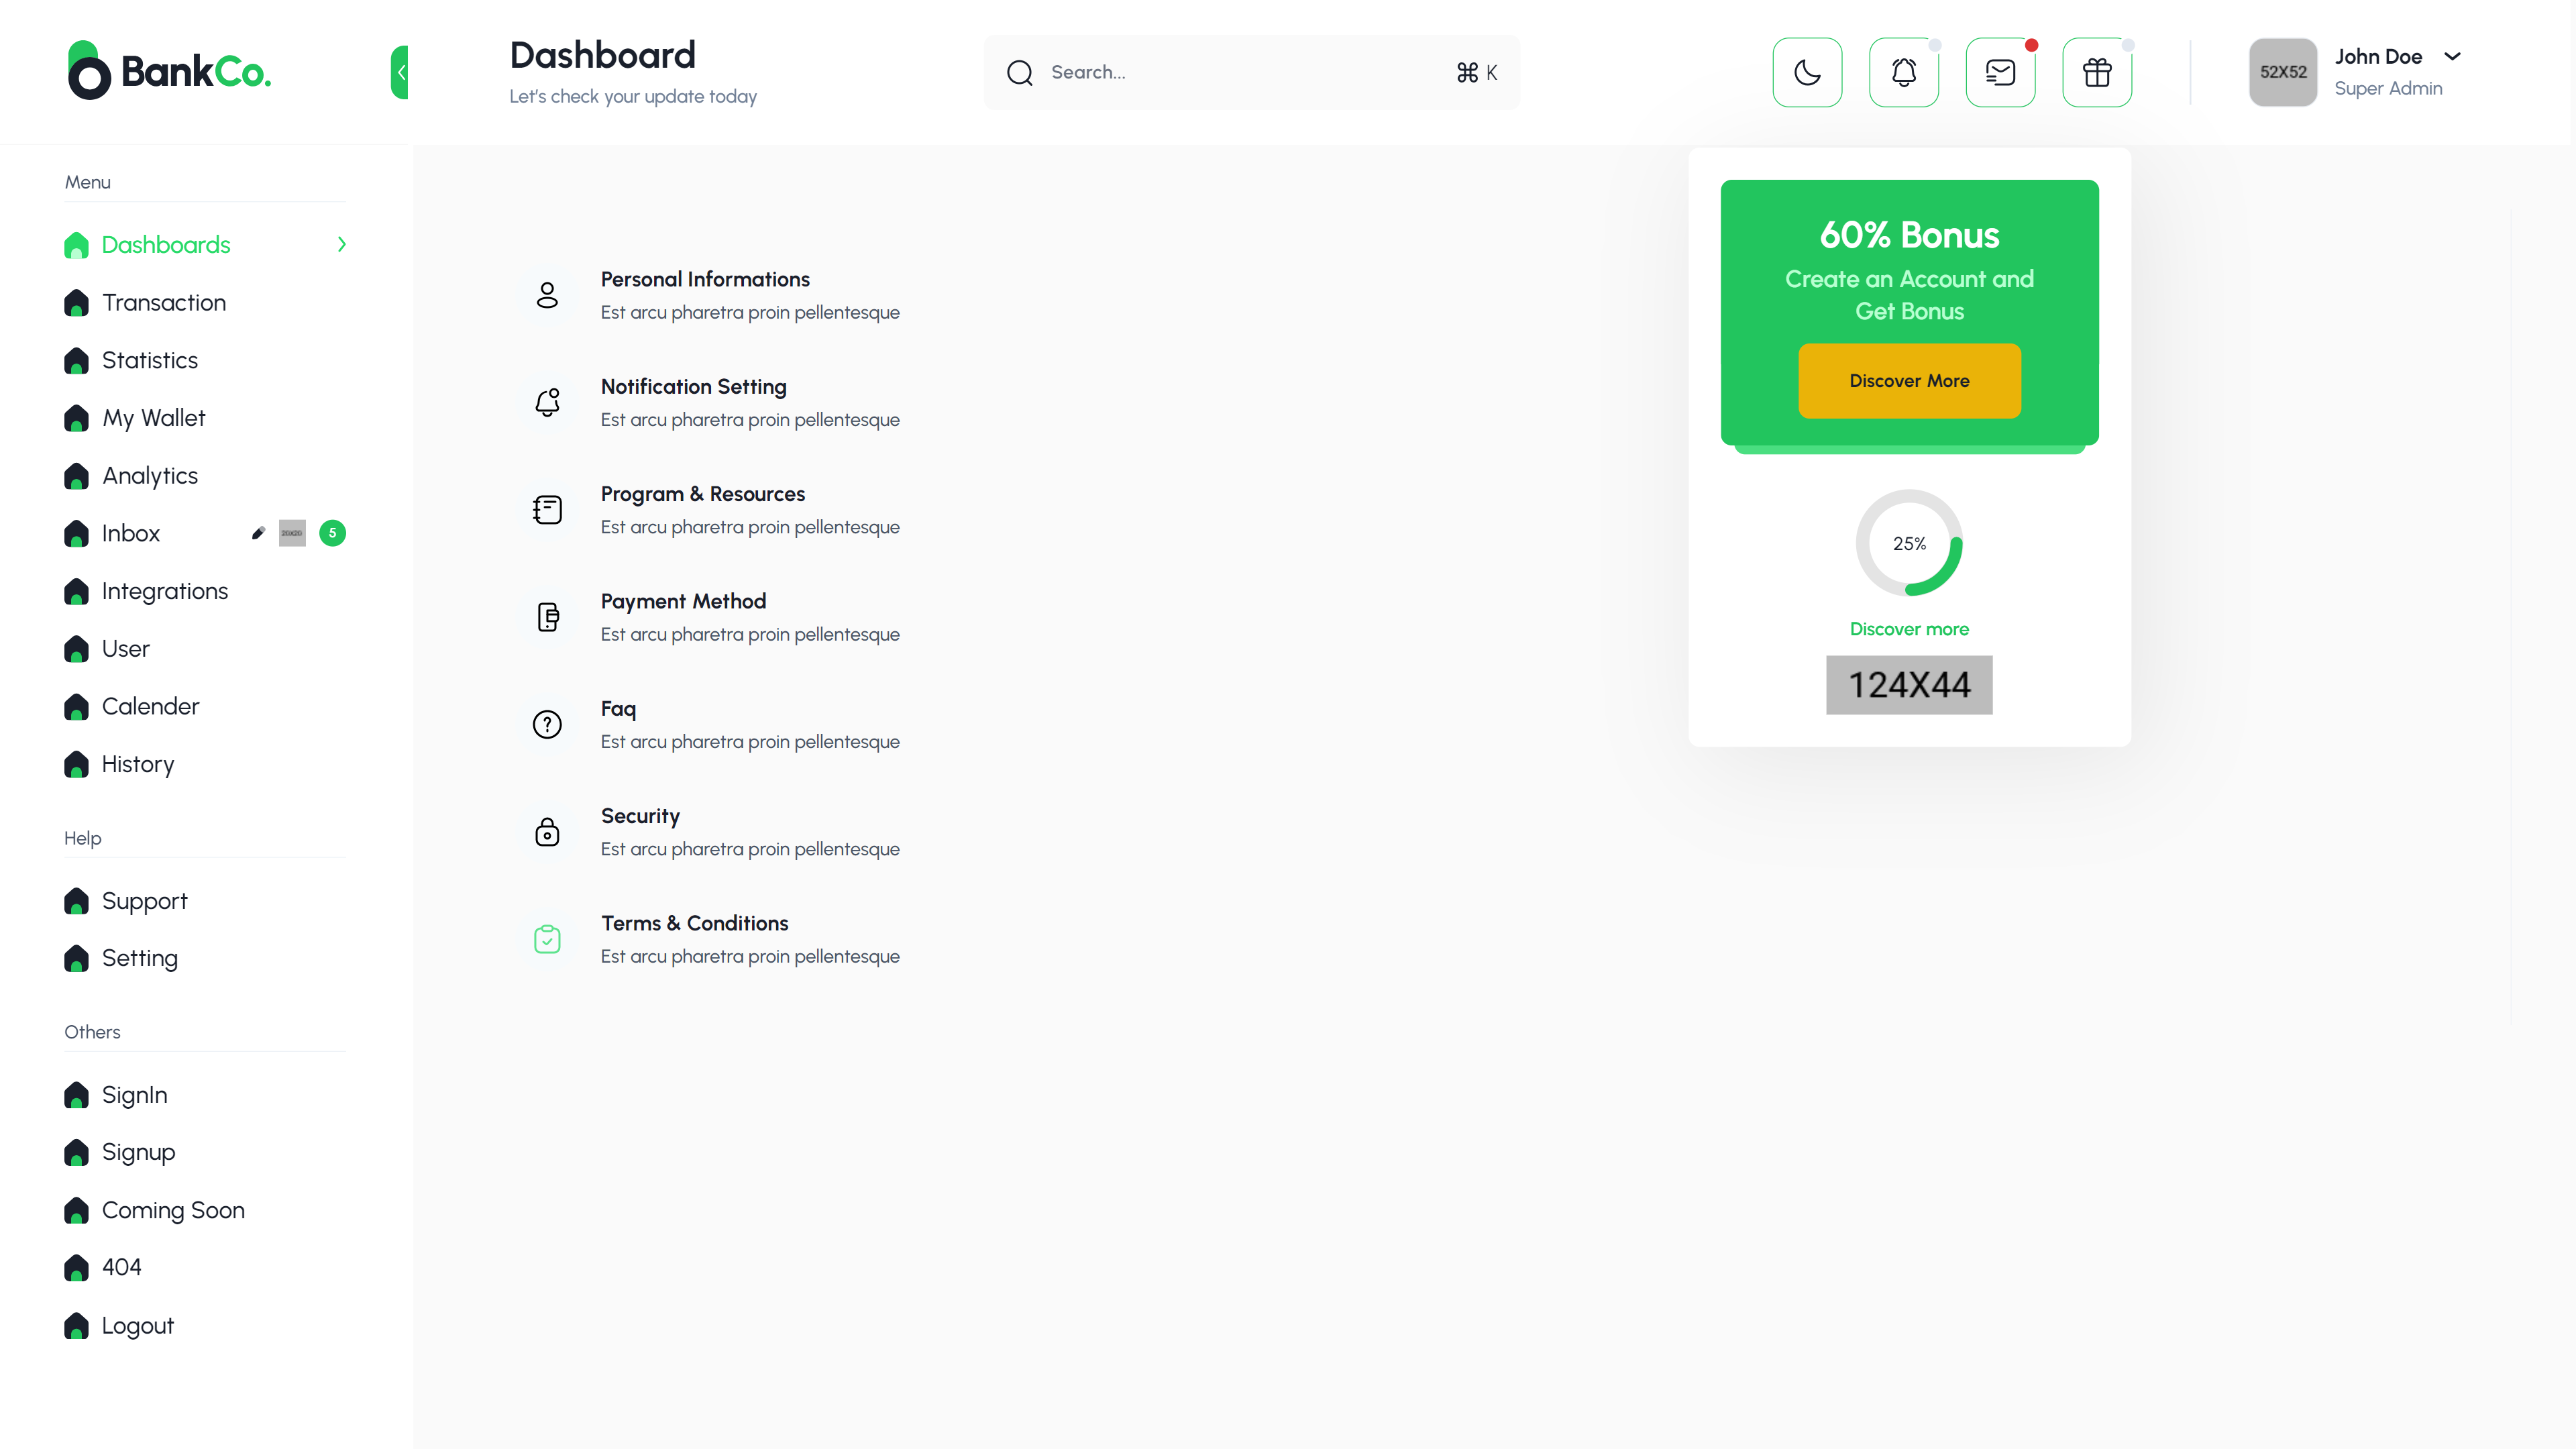 BankCo.
Dashboard
Let's check your update today
Search...
⌘ K
52X52
John Doe
Super Admin
Menu
Dashboards
Transaction
Statistics
My Wallet
Analytics
Inbox
5
Integrations
User
Calender
History
Help
Support
Setting
Others
SignIn
Signup
Coming Soon
404
Logout
Personal Informations
Est arcu pharetra proin pellentesque
Notification Setting
Est arcu pharetra proin pellentesque
Program & Resources
Est arcu pharetra proin pellentesque
Payment Method
Est arcu pharetra proin pellentesque
Faq
Est arcu pharetra proin pellentesque
Security
Est arcu pharetra proin pellentesque
Terms & Conditions
Est arcu pharetra proin pellentesque
60% Bonus
Create an Account and
Get Bonus
Discover More
25%
Discover more
124X44